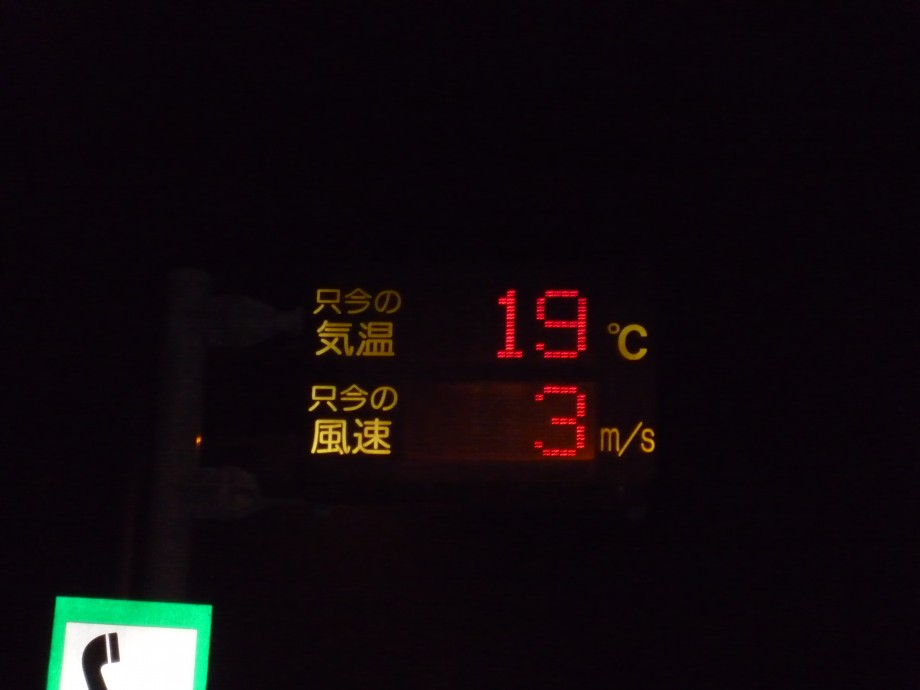 只今の
気温 19 ℃
只今の
風速 3 m/s